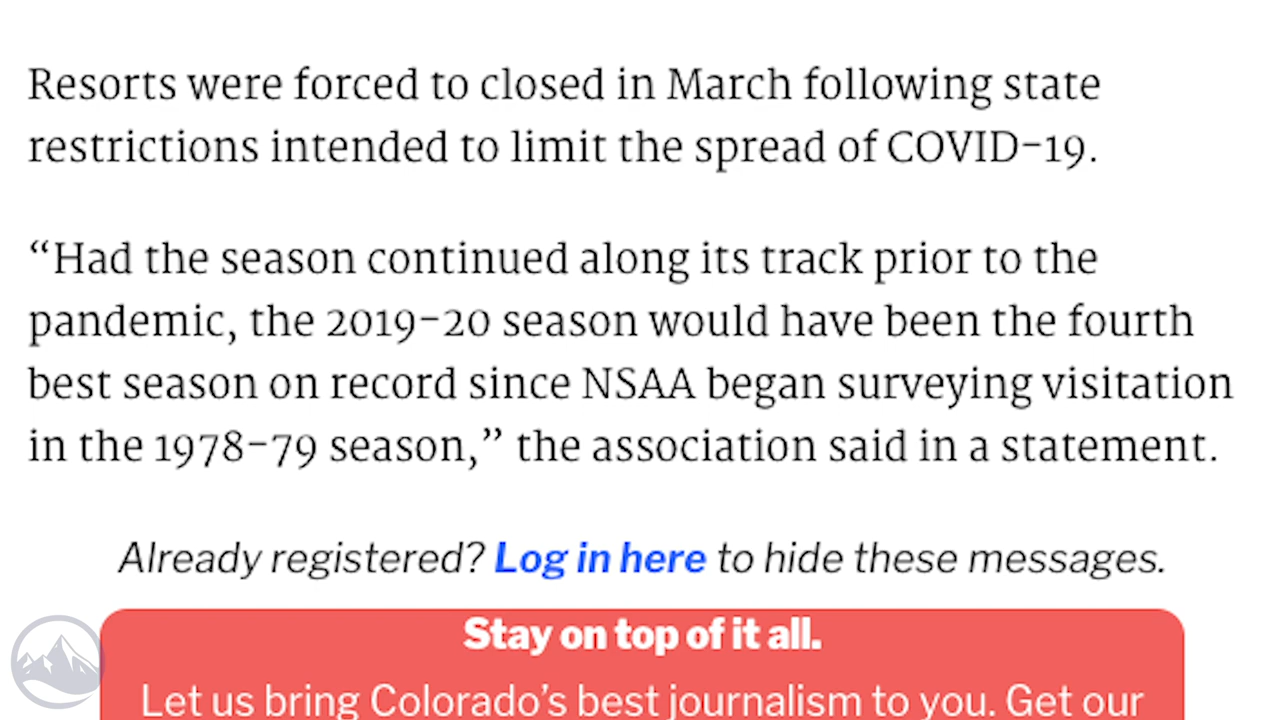 Resorts were forced to closed in March following state
restrictions intended to limit the spread of COVID-19.
“Had the season continued along its track prior to the
pandemic, the 2019-20 season would have been the fourth
best season on record since NSAA began surveying visitation
in the 1978-79 season,” the association said in a statement.
Already registered? Log in here to hide these messages.
Stay on top of it all.
Let us bring Colorado’s best journalism to you. Get our